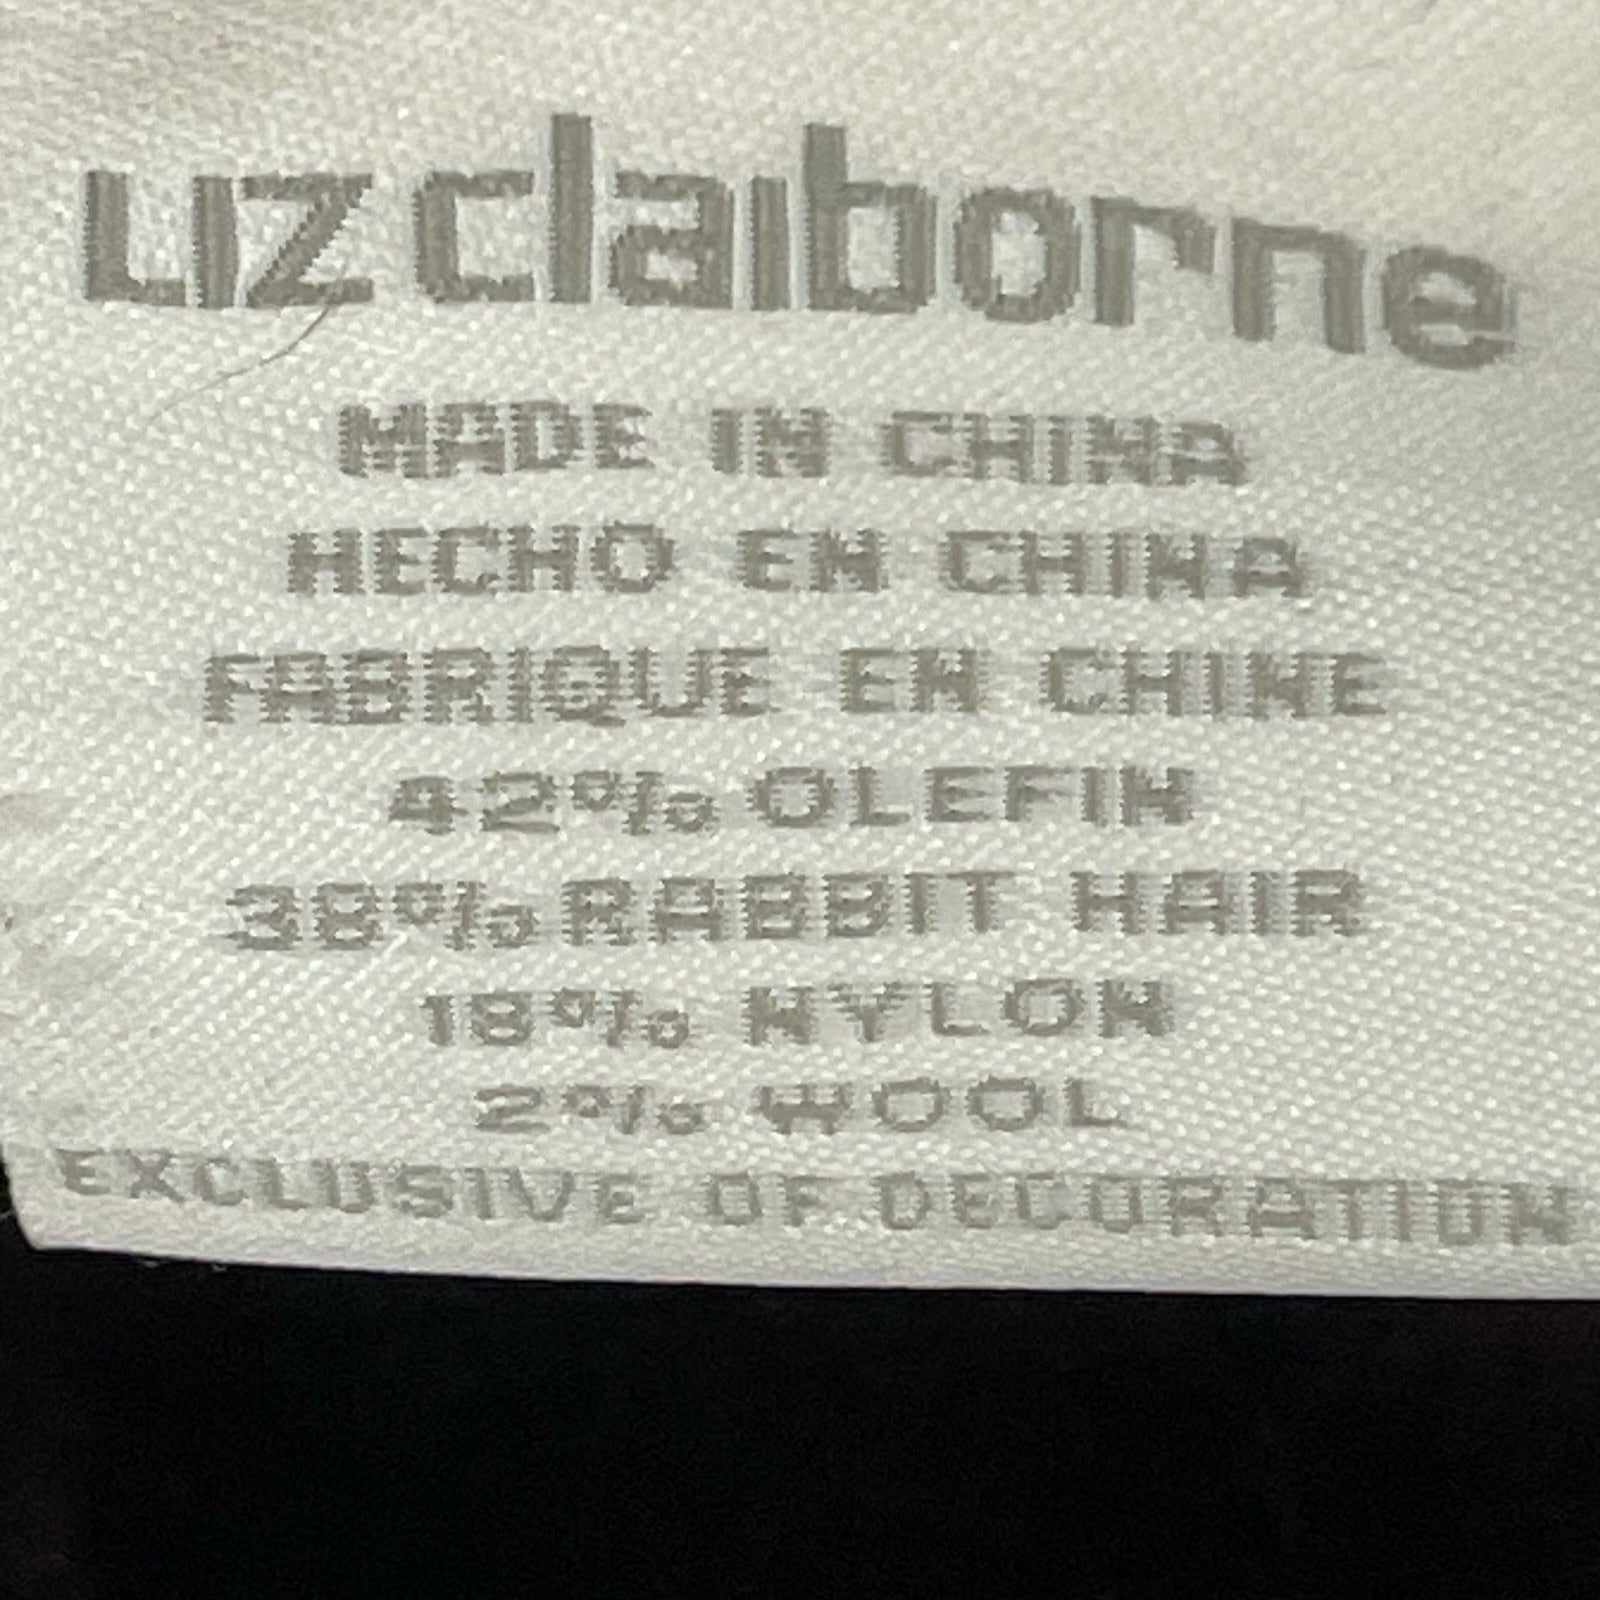 Liz claiborne
MADE IN CHINA
HECHO EN CHINA
FABRIQUE EN CHINE
42% OLEFIN
38% RABBIT HAIR
18% NYLON
2% WOOL
EXCLUSIVE OF DECORATION